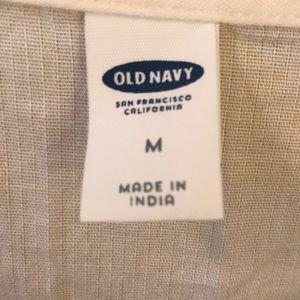 OLD NAVY
SAN FRANCISCO
CALIFORNIA
M
MADE IN
INDIA